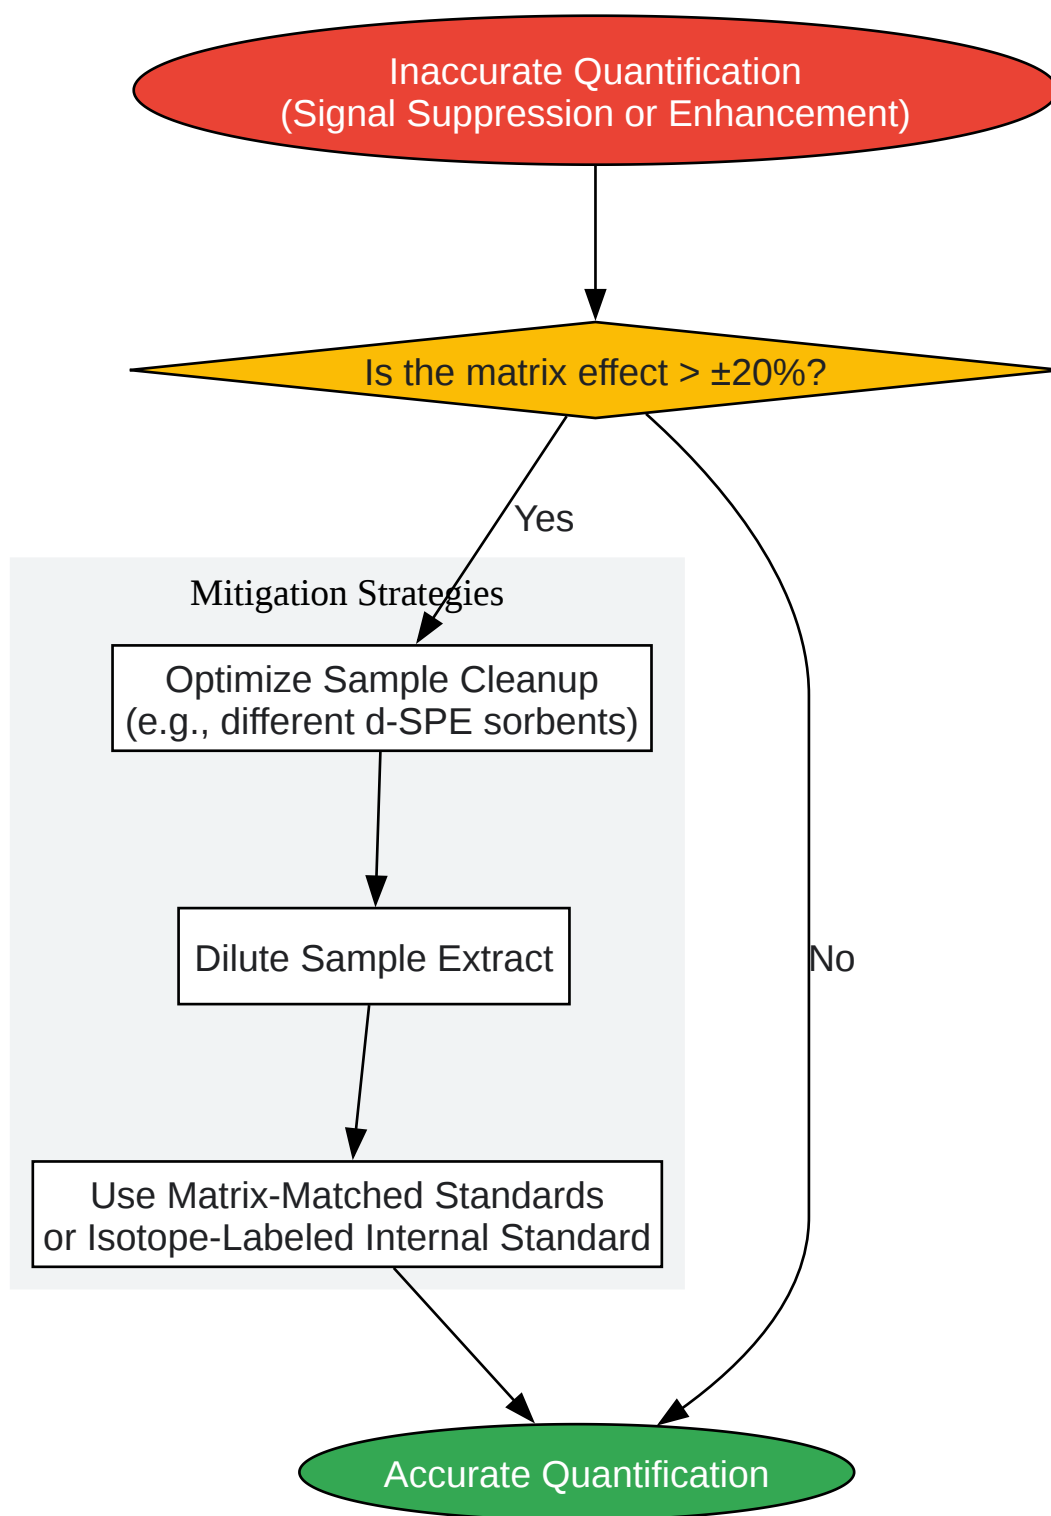 Inaccurate Quantification
(Signal Suppression or Enhancement)
Is the matrix effect > ±20%?
Yes
Mitigation Strategies
Optimize Sample Cleanup
(e.g., different d-SPE sorbents)
Dilute Sample Extract
No
Use Matrix-Matched Standards
or Isotope-Labeled Internal Standard
Accurate Quantification